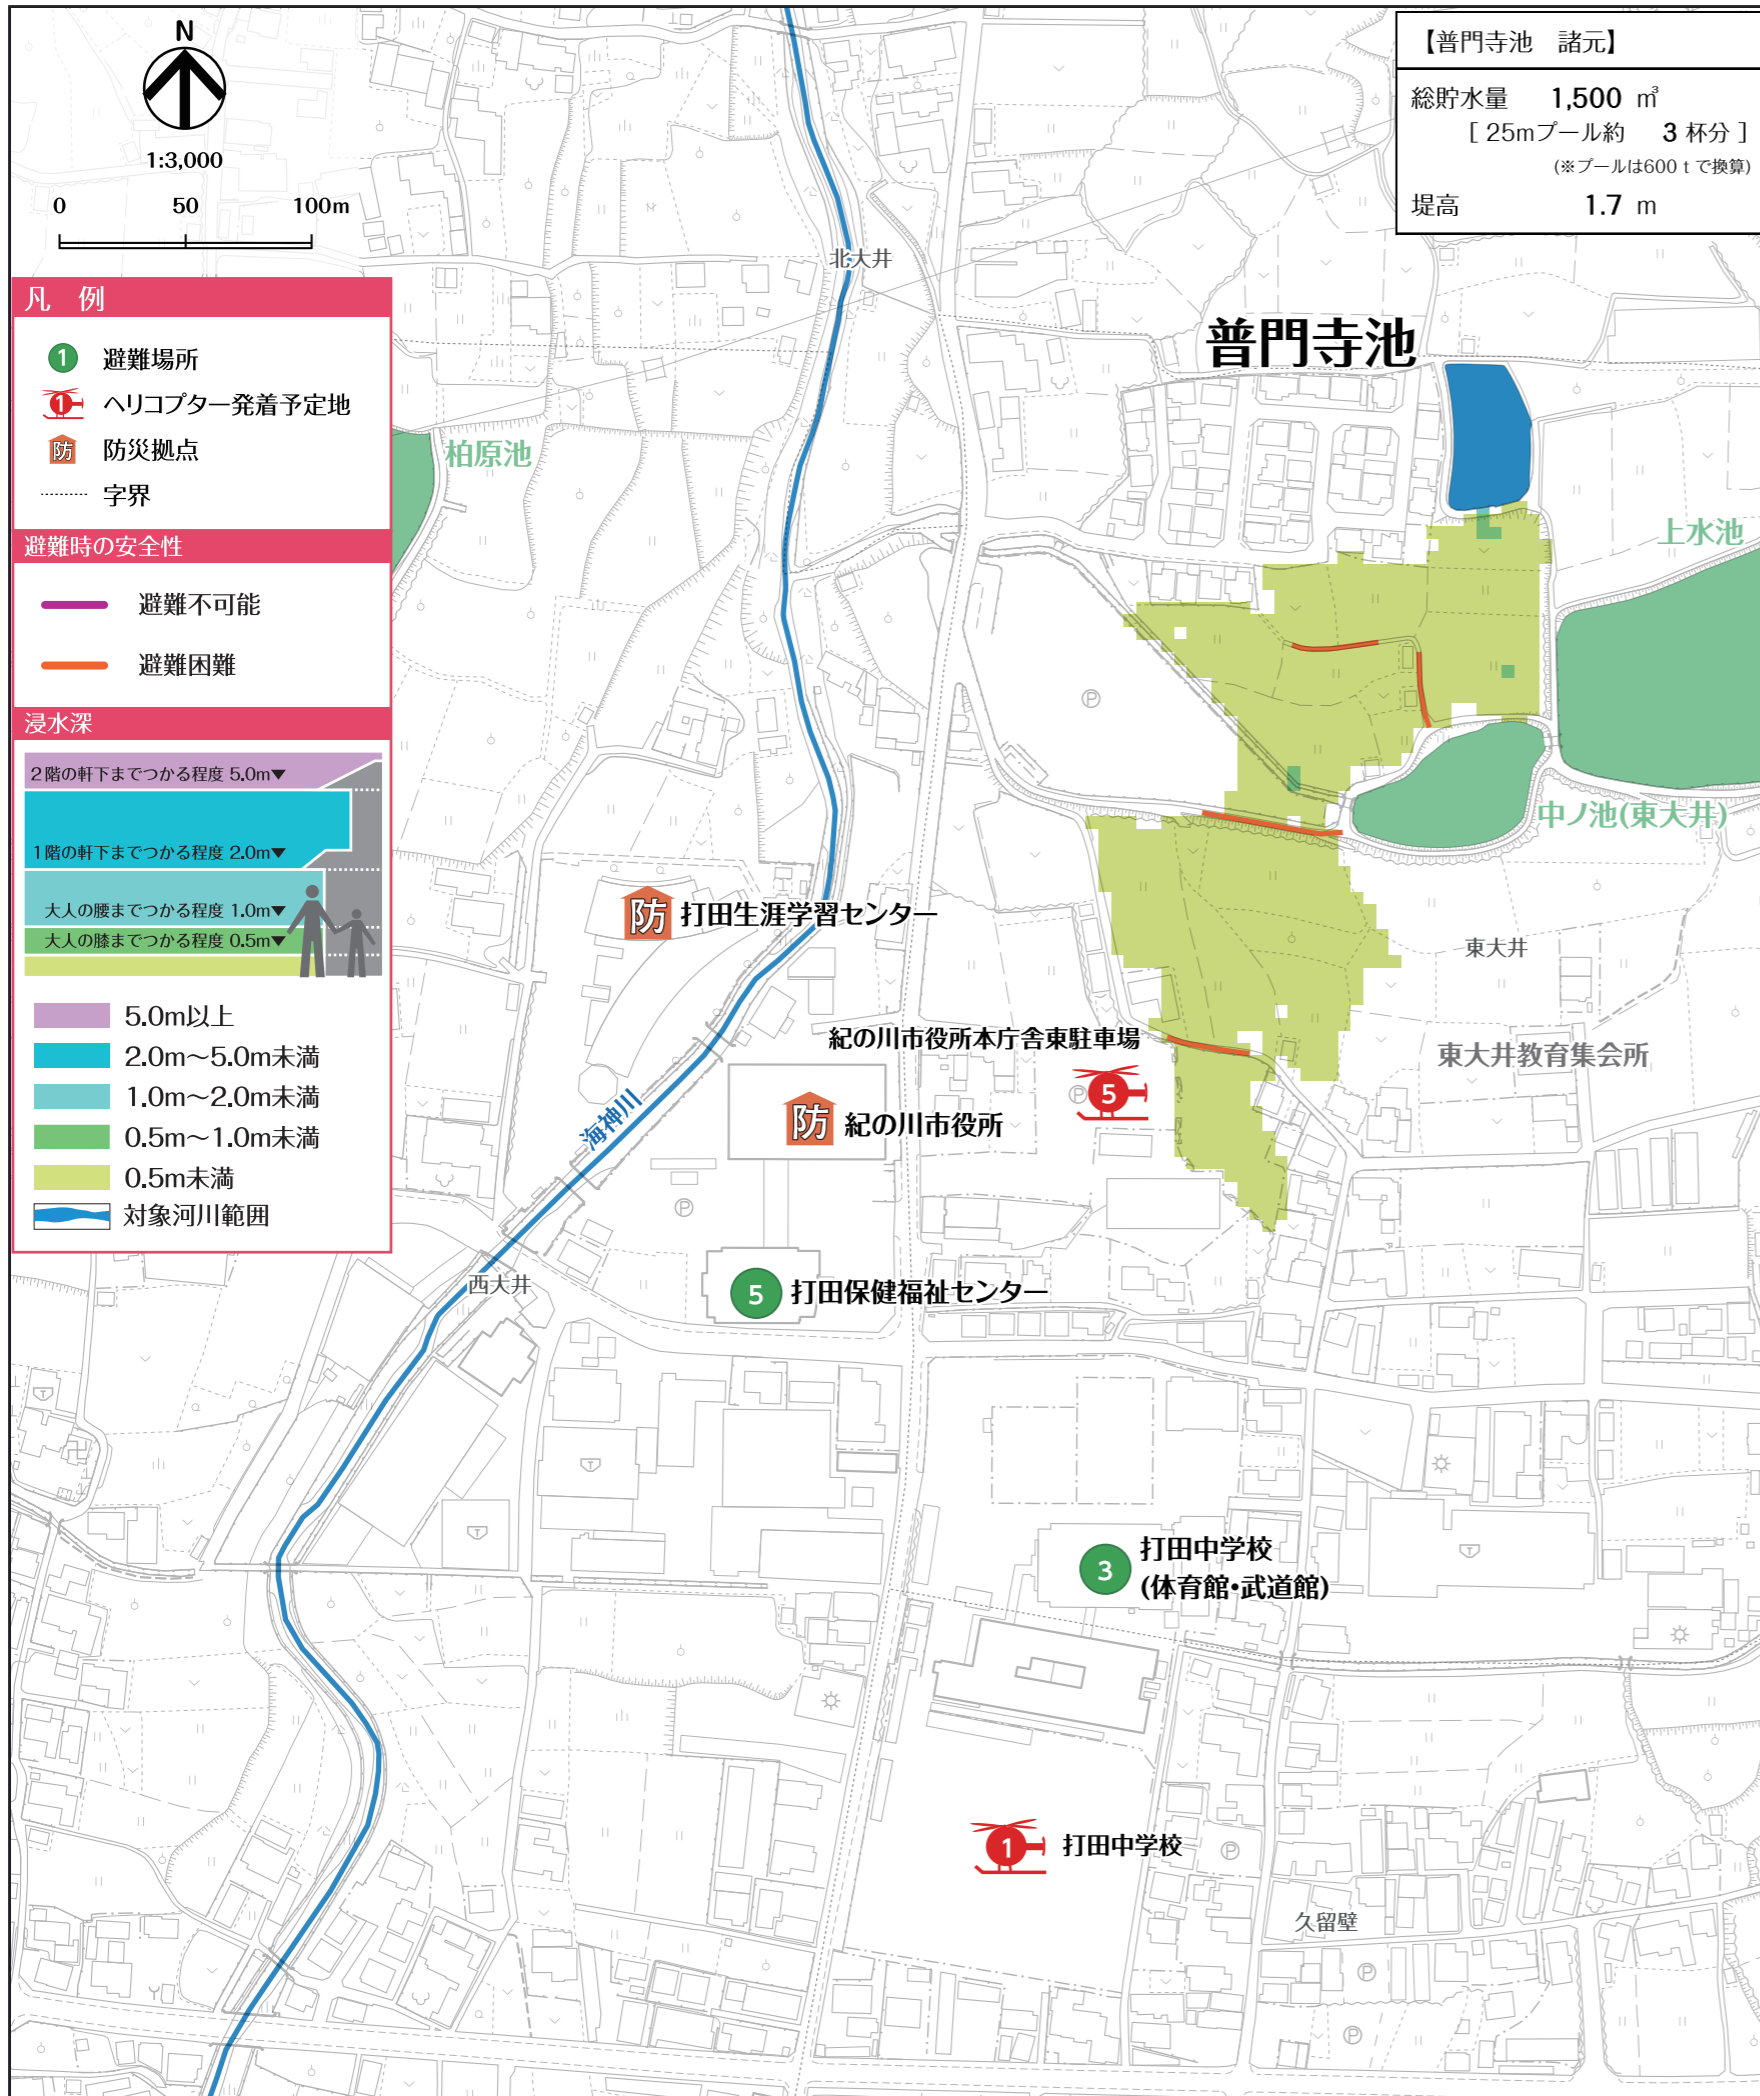 N
1:3,000
0 50 100m
【普門寺池 諸元】
総貯水量 1,500 ㎥
[ 25mプール約 3 杯分 ]
(※プールは600 t で換算)
堤高 1.7 m
凡 例
1 避難場所
1 ヘリコプター発着予定地
防 防災拠点
字界
避難時の安全性
避難不可能
避難困難
浸水深
2階の軒下までつかる程度 5.0m▼
1階の軒下までつかる程度 2.0m▼
大人の腰までつかる程度 1.0m▼
大人の膝までつかる程度 0.5m▼
5.0m以上
2.0m〜5.0m未満
1.0m〜2.0m未満
0.5m〜1.0m未満
0.5m未満
対象河川範囲
北大井
普門寺池
柏原池
上水池
P
中ノ池(東大井)
防 打田生涯学習センター
東大井
紀の川市役所本庁舎東駐車場
東大井教育集会所
P 5
海神川
防 紀の川市役所
P
西大井
5 打田保健福祉センター
3 打田中学校
(体育館・武道館)
1 打田中学校
P
久留壁
P
P